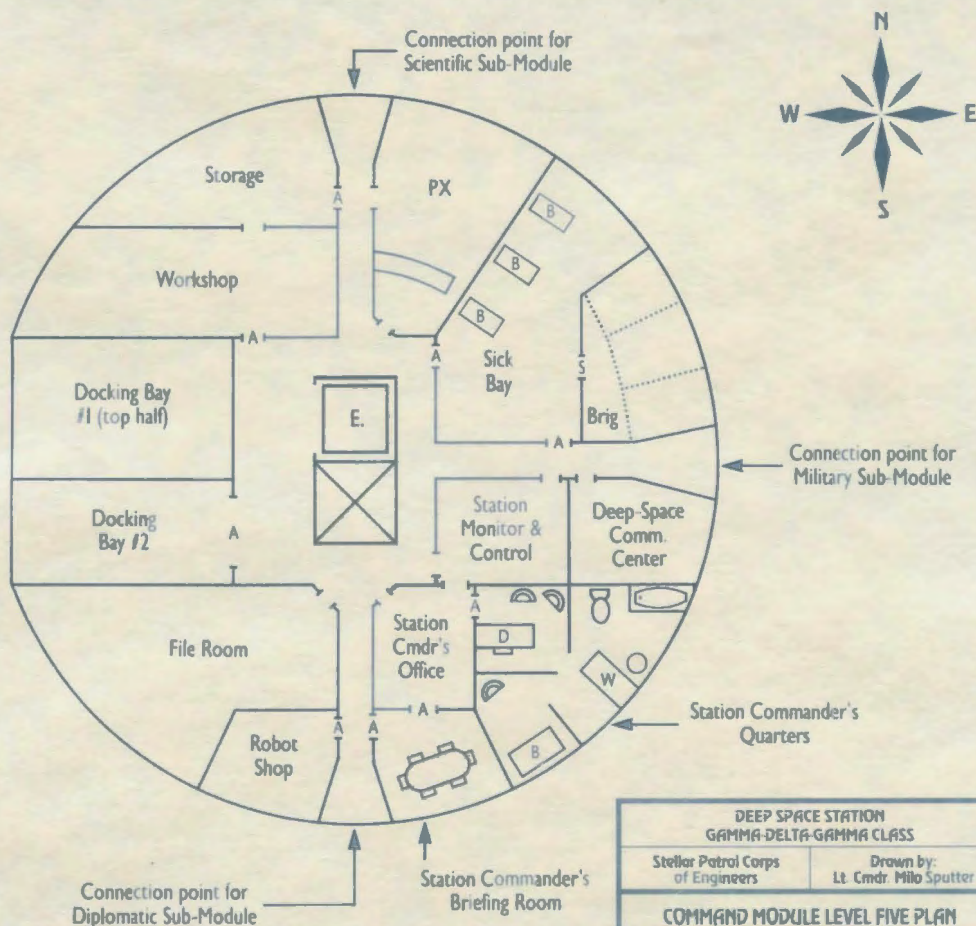 Connection point for
Scientific Sub-Module
N
W
E
S
Storage
A
PX
B
B
B
Workshop
A
A
Sick
Bay
S
Brig
Docking Bay
#1 (top half)
E.
A
Connection point for
Military Sub-Module
Docking
Bay #2
A
Station
Monitor &
Control
Deep-Space
Comm.
Center
File Room
Station
Cmdr's
Office
A
D
W
A
Station Commander's
Quarters
Robot
Shop
A
A
B
Connection point for
Diplomatic Sub-Module
Station Commander's
Briefing Room
DEEP SPACE STATION
GAMMA-DELTA-GAMMA CLASS
Stellar Patrol Corps
of Engineers
Drawn by:
Lt. Cmdr. Milo Sputter
COMMAND MODULE LEVEL FIVE PLAN